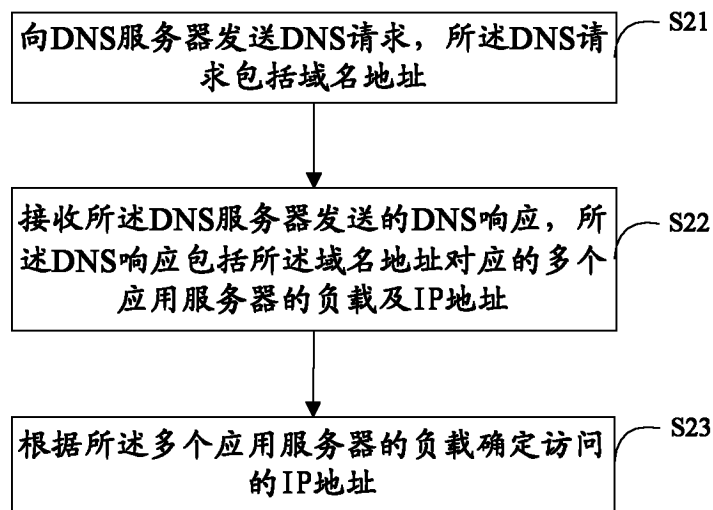 向DNS服务器发送DNS请求，所述DNS请
求包括域名地址
S21
接收所述DNS服务器发送的DNS响应，所
述DNS响应包括所述域名地址对应的多个
应用服务器的负载及IP地址
S22
根据所述多个应用服务器的负载确定访问
的IP地址
S23